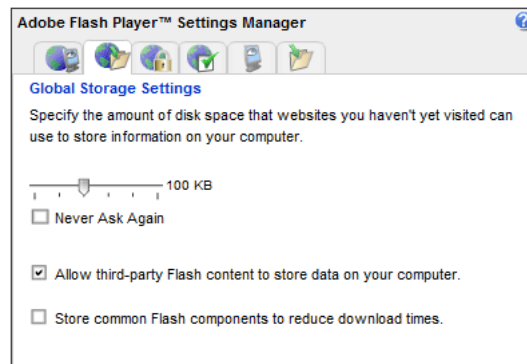 Adobe Flash Player™ Settings Manager
?
Global Storage Settings
Specify the amount of disk space that websites you haven't yet visited can
use to store information on your computer.
100 KB
Never Ask Again
Allow third-party Flash content to store data on your computer.
Store common Flash components to reduce download times.